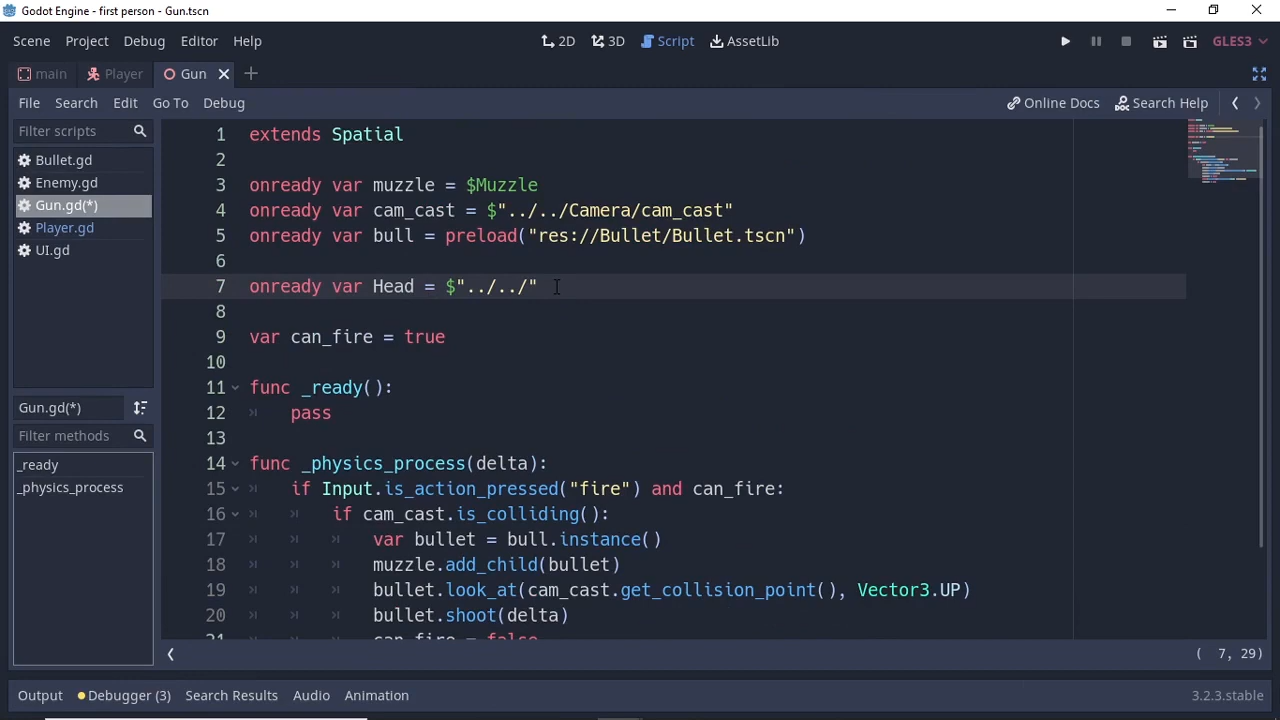 Godot Engine - first person - Gun.tscn
Scene Project Debug Editor Help 2D 3D Script AssetLib GLES3
main Player Gun
File Search Edit Go To Debug Online Docs Search Help
Filter scripts
Bullet.gd
Enemy.gd
Gun.gd(*)
Player.gd
UI.gd
Gun.gd(*)
Filter methods
_ready
_physics_process
1 extends Spatial
2
3 onready var muzzle = $Muzzle
4 onready var cam_cast = $"../../Camera/cam_cast"
5 onready var bull = preload("res://Bullet/Bullet.tscn")
6
7 onready var Head = $"../../"
8
9 var can_fire = true
10
11 func _ready():
12 pass
13
14 func _physics_process(delta):
15 if Input.is_action_pressed("fire") and can_fire:
16 if cam_cast.is_colliding():
17 var bullet = bull.instance()
18 muzzle.add_child(bullet)
19 bullet.look_at(cam_cast.get_collision_point(), Vector3.UP)
20 bullet.shoot(delta)
21 can_fire = false
( 7, 29)
Output Debugger (3) Search Results Audio Animation 3.2.3.stable